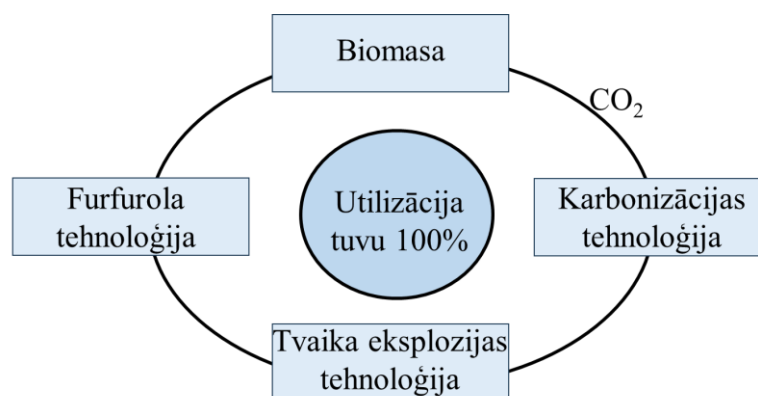 Biomasa
CO₂
Furfurola
tehnoloģija
Utilizācija
tuvu 100%
Karbonizācijas
tehnoloģija
Tvaika eksplozijas
tehnoloģija